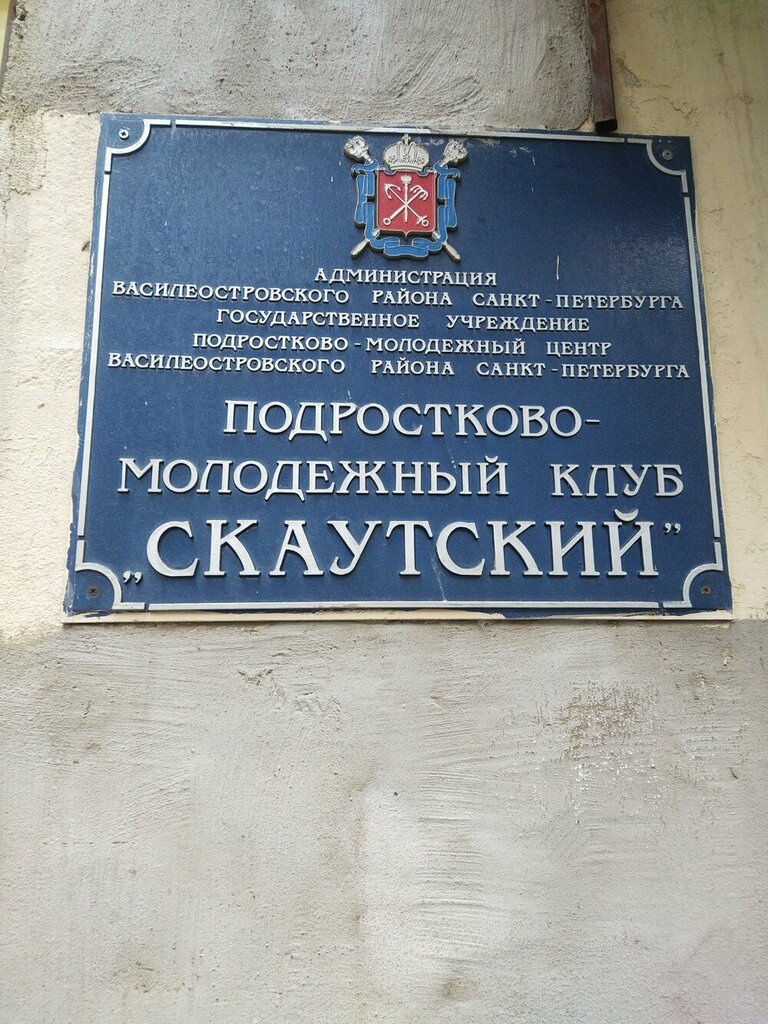 АДМИНИСТРАЦИЯ
ВАСИЛЕОСТРОВСКОГО РАЙОНА САНКТ-ПЕТЕРБУРГА
ГОСУДАРСТВЕННОЕ УЧРЕЖДЕНИЕ
ПОДРОСТКОВО-МОЛОДЕЖНЫЙ ЦЕНТР
ВАСИЛЕОСТРОВСКОГО РАЙОНА САНКТ-ПЕТЕРБУРГА
ПОДРОСТКОВО-
МОЛОДЕЖНЫЙ КЛУБ
„СКАУТСКИЙ”